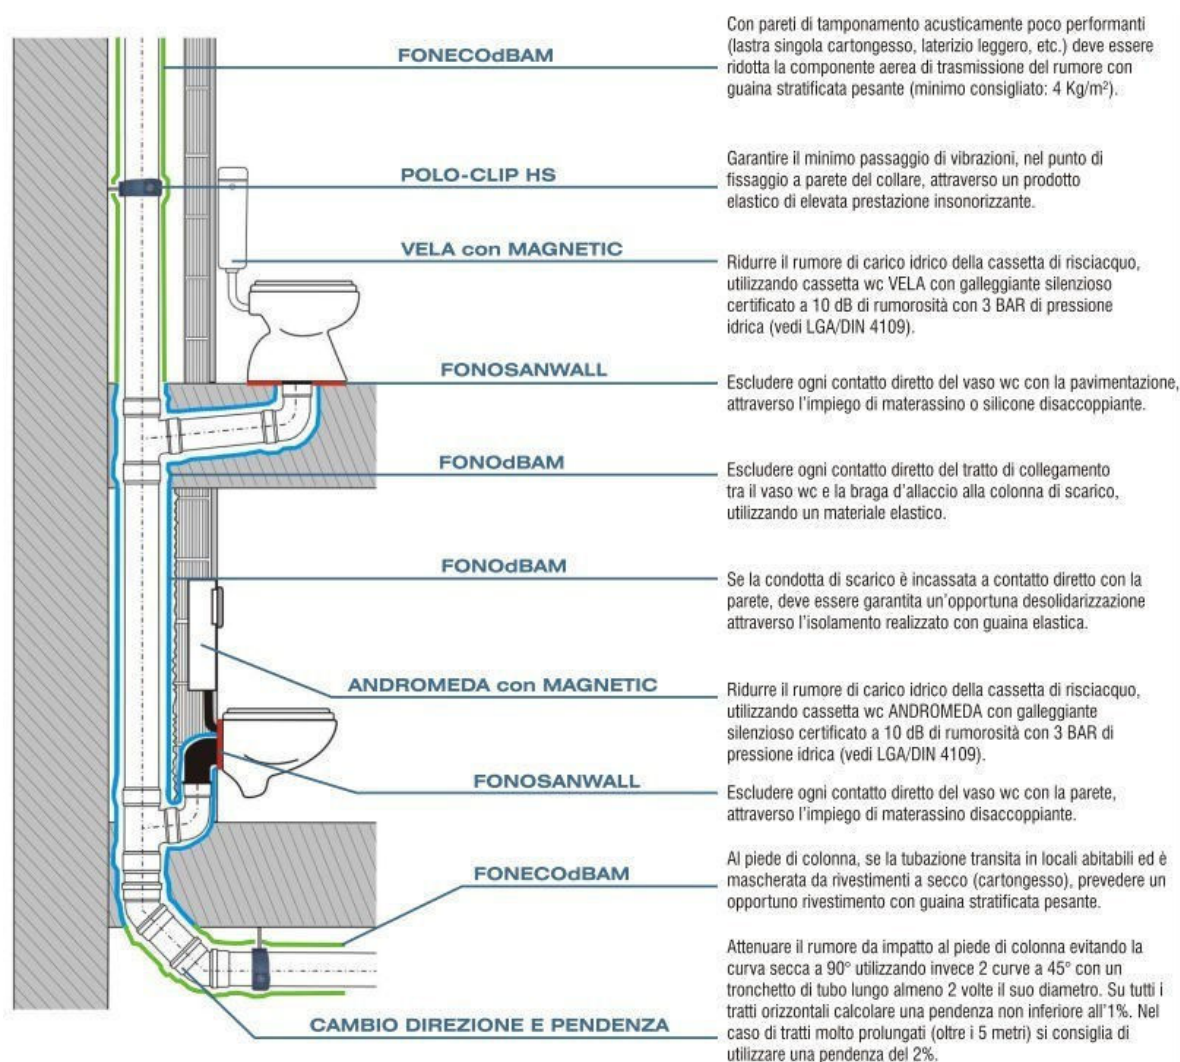 FONECOdBAM
Con pareti di tamponamento acusticamente poco performanti
(lastra singola cartongesso, laterizio leggero, etc.) deve essere
ridotta la componente aerea di trasmissione del rumore con
guaina stratificata pesante (minimo consigliato: 4 Kg/m²).
POLO-CLIP HS
Garantire il minimo passaggio di vibrazioni, nel punto di
fissaggio a parete del collare, attraverso un prodotto
elastico di elevata prestazione insonorizzante.
VELA con MAGNETIC
Ridurre il rumore di carico idrico della cassetta di risciacquo,
utilizzando cassetta wc VELA con galleggiante silenzioso
certificato a 10 dB di rumorosità con 3 BAR di pressione
idrica (vedi LGA/DIN 4109).
FONOSANWALL
Escludere ogni contatto diretto del vaso wc con la pavimentazione,
attraverso l'impiego di materassino o silicone disaccoppiante.
FONOdBAM
Escludere ogni contatto diretto del tratto di collegamento
tra il vaso wc e la braga d'allaccio alla colonna di scarico,
utilizzando un materiale elastico.
FONOdBAM
Se la condotta di scarico è incassata a contatto diretto con la
parete, deve essere garantita un'opportuna desolidarizzazione
attraverso l'isolamento realizzato con guaina elastica.
ANDROMEDA con MAGNETIC
Ridurre il rumore di carico idrico della cassetta di risciacquo,
utilizzando cassetta wc ANDROMEDA con galleggiante
silenzioso certificato a 10 dB di rumorosità con 3 BAR di
pressione idrica (vedi LGA/DIN 4109).
FONOSANWALL
Escludere ogni contatto diretto del vaso wc con la parete,
attraverso l'impiego di materassino disaccoppiante.
FONECOdBAM
Al piede di colonna, se la tubazione transita in locali abitabili ed è
mascherata da rivestimenti a secco (cartongesso), prevedere un
opportuno rivestimento con guaina stratificata pesante.
CAMBIO DIREZIONE E PENDENZA
Attenuare il rumore da impatto al piede di colonna evitando la
curva secca a 90° utilizzando invece 2 curve a 45° con un
tronchetto di tubo lungo almeno 2 volte il suo diametro. Su tutti i
tratti orizzontali calcolare una pendenza non inferiore all'1%. Nel
caso di tratti molto prolungati (oltre i 5 metri) si consiglia di
utilizzare una pendenza del 2%.